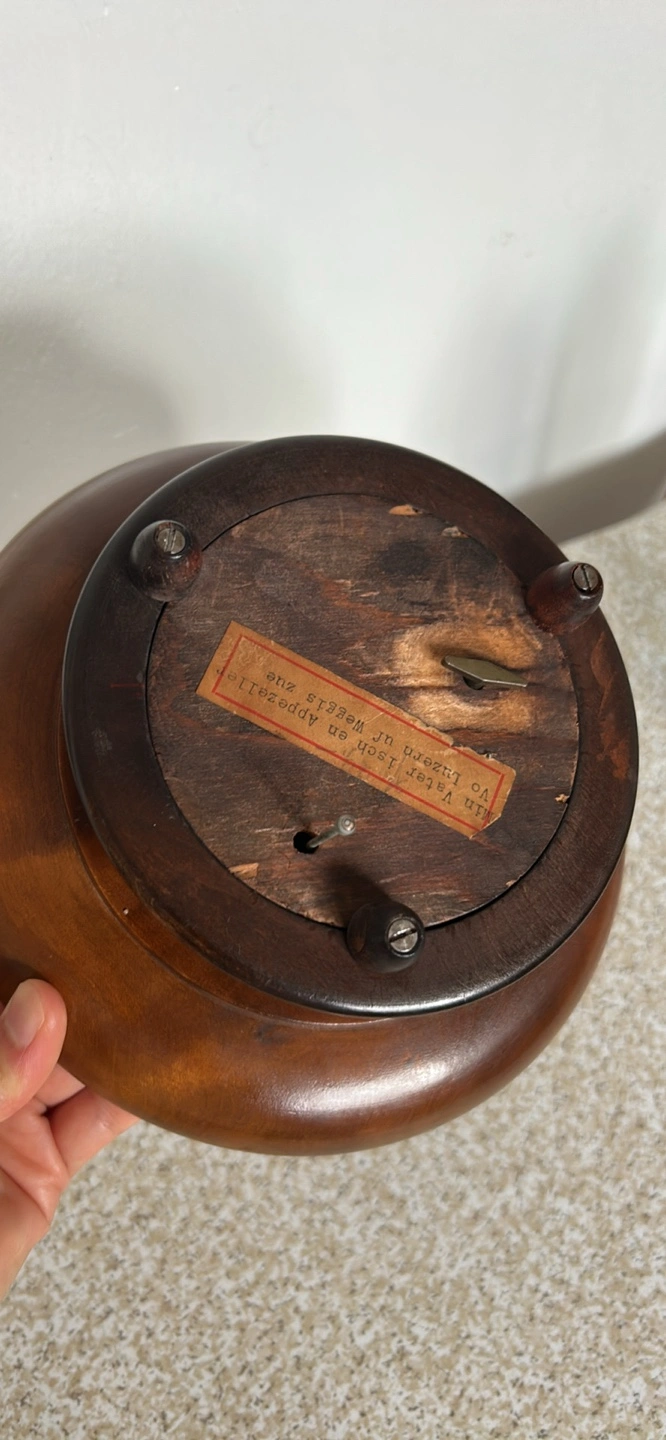 Min Vater isch en Appezeller
Vo Luzern uf Weggis zue